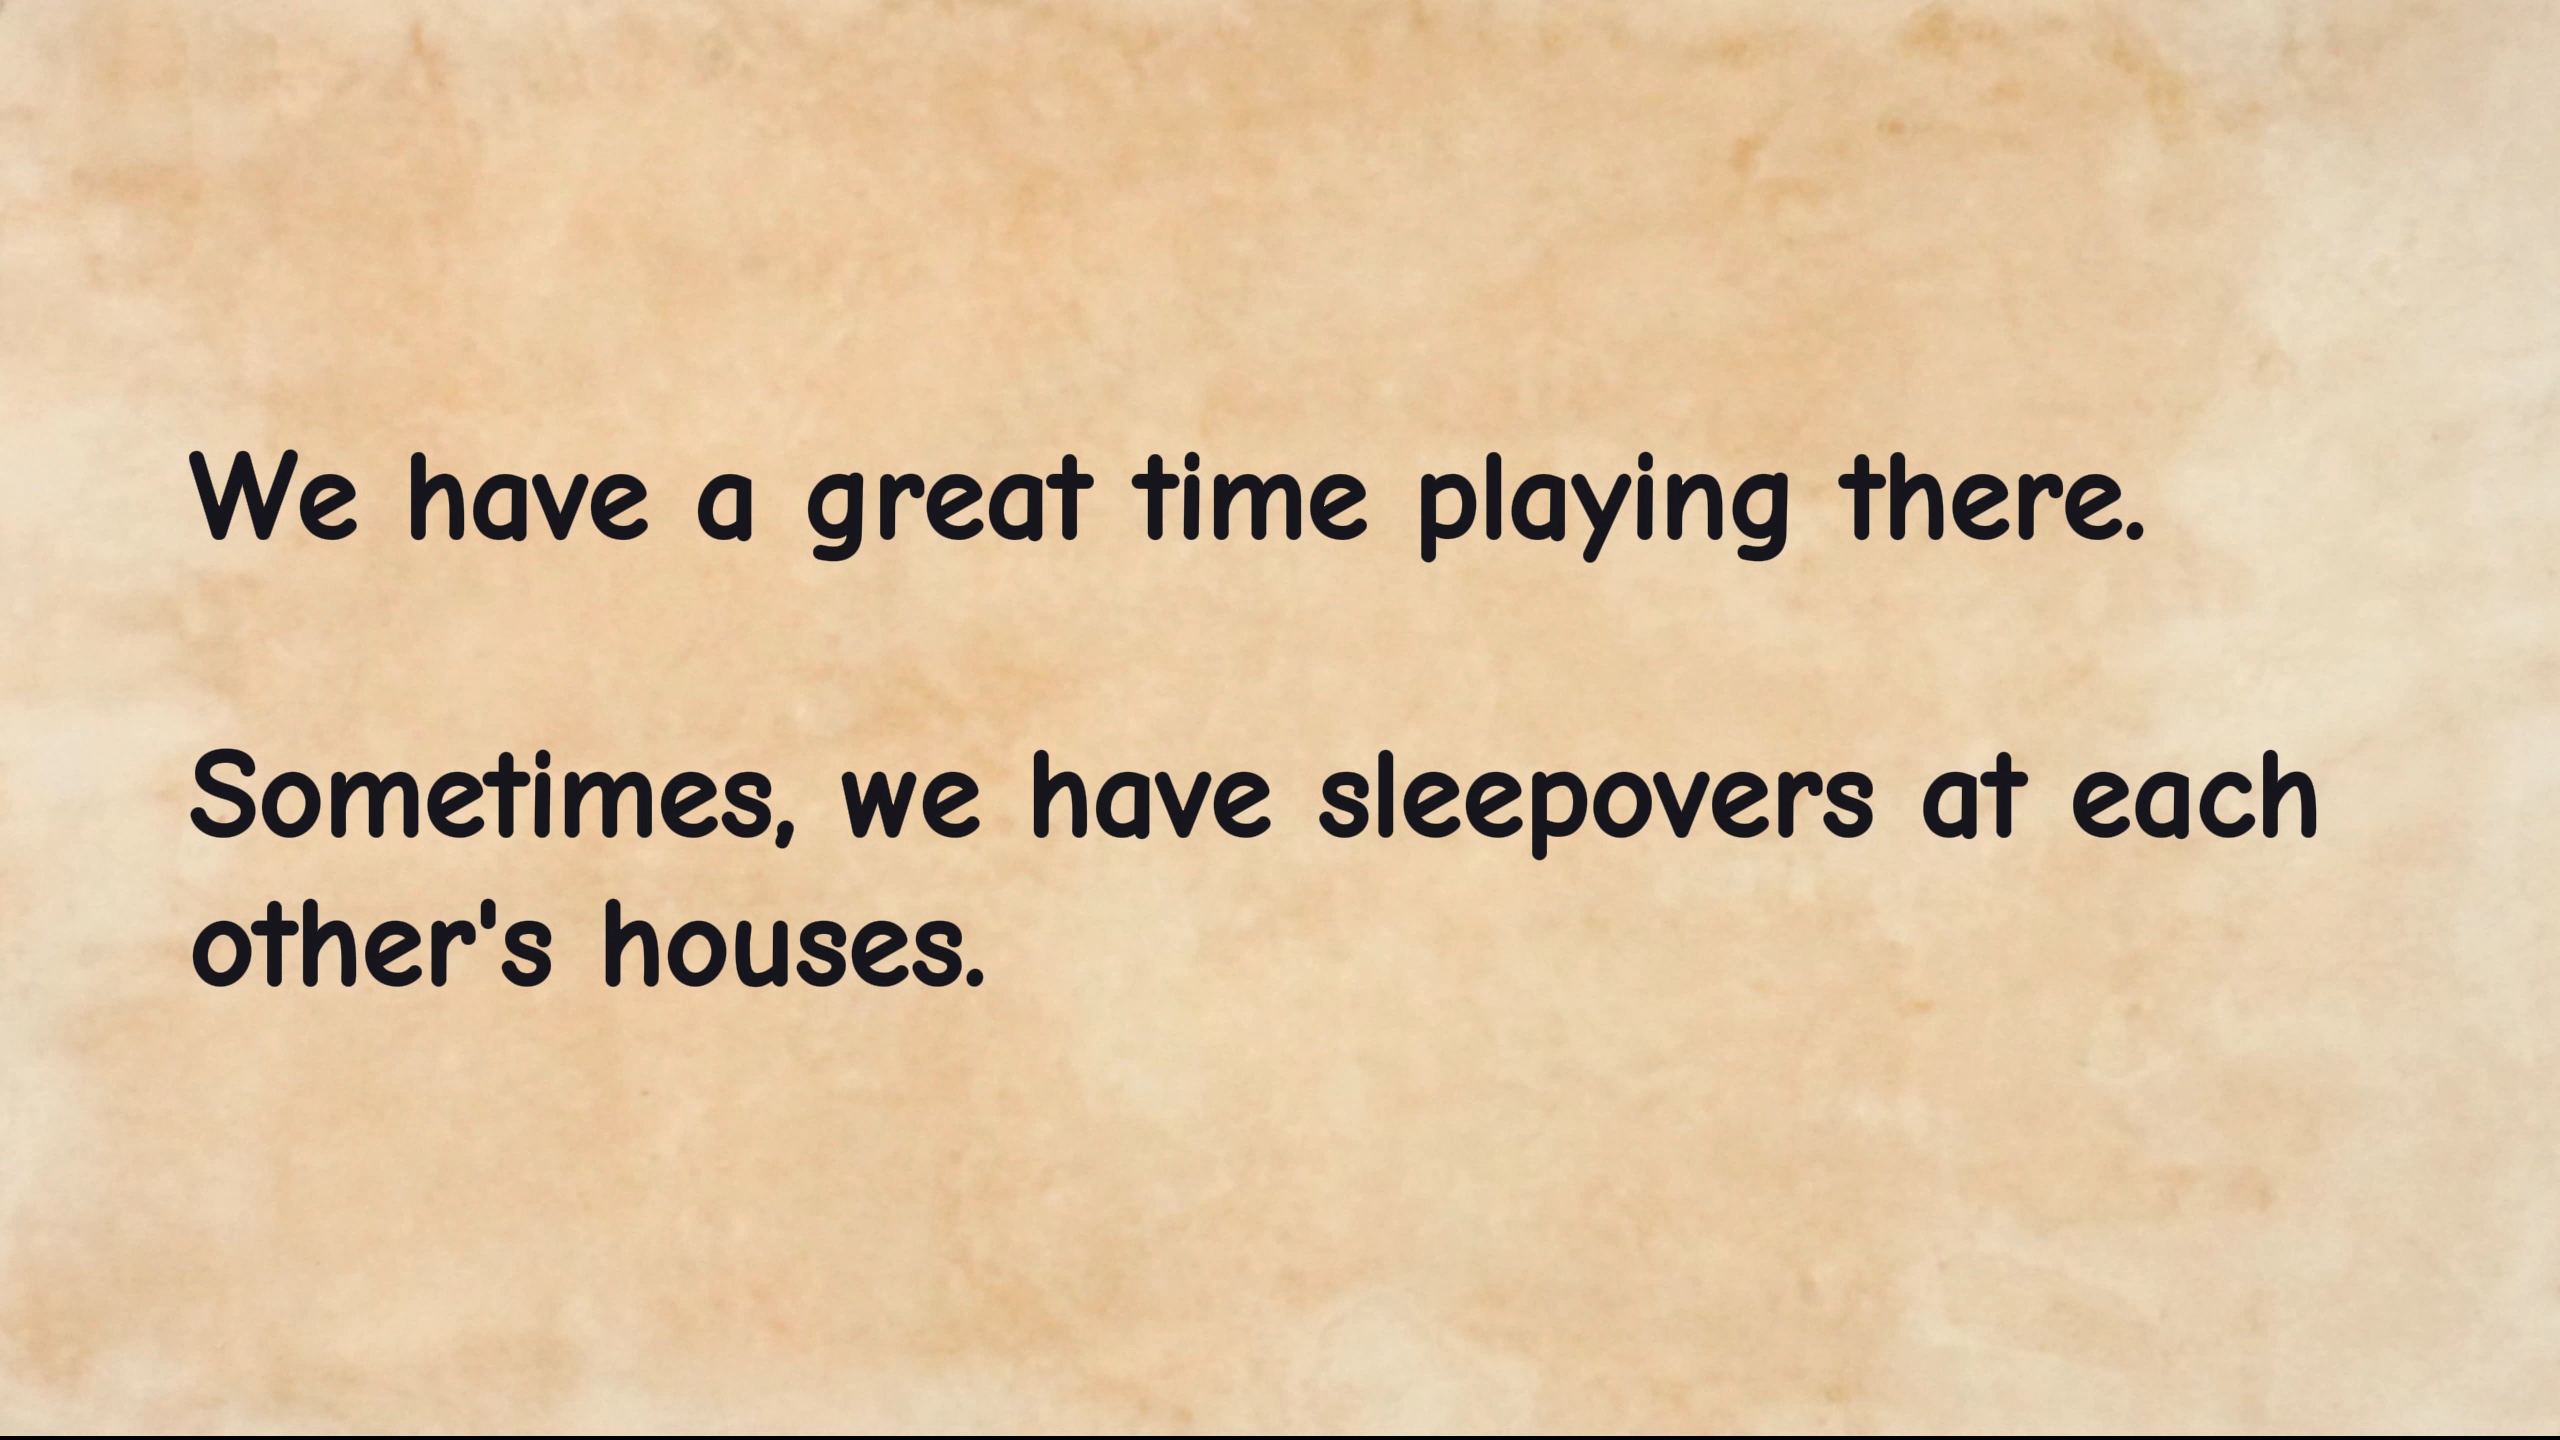 We have a great time playing there.
Sometimes, we have sleepovers at each
other's houses.